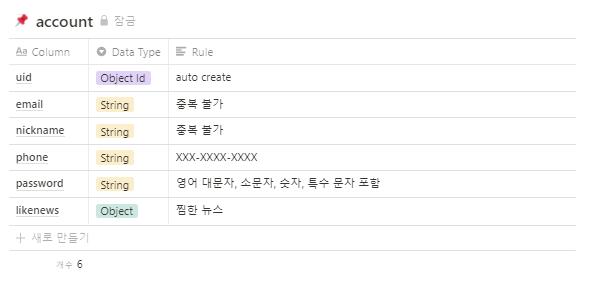 account 잠금
Aa Column Data Type Rule
uid Object Id auto create
email String 중복 불가
nickname String 중복 불가
phone String XXX-XXXX-XXXX
password String 영어 대문자, 소문자, 숫자, 특수 문자 포함
likenews Object 찜한 뉴스
+ 새로 만들기
개수 6